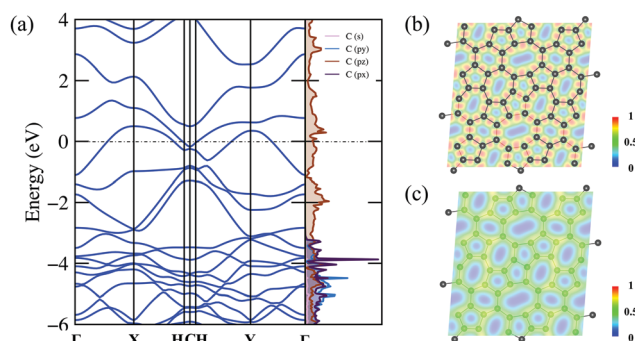 (a)
4
2
0
−2
−4
−6
Energy (eV)
C (s)
C (py)
C (pz)
C (px)
Γ X H C H Y Γ
(b)
1
0.5
0
(c)
1
0.5
0